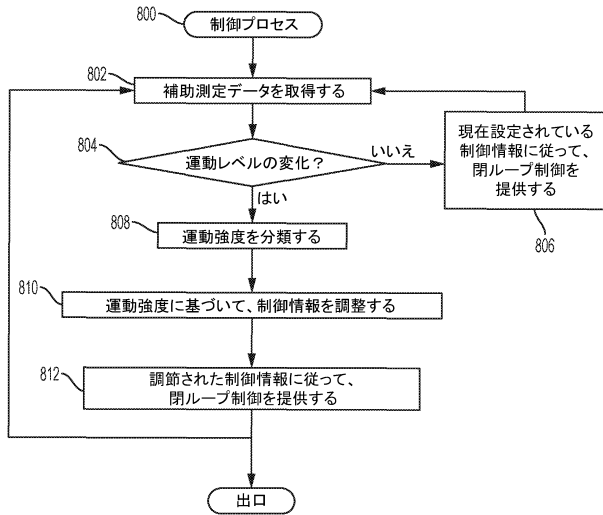 800
制御プロセス
802
補助測定データを取得する
804
運動レベルの変化？
いいえ
はい
現在設定されている
制御情報に従って、
閉ループ制御を
提供する
806
808
運動強度を分類する
810
運動強度に基づいて、制御情報を調整する
812
調節された制御情報に従って、
閉ループ制御を提供する
出口